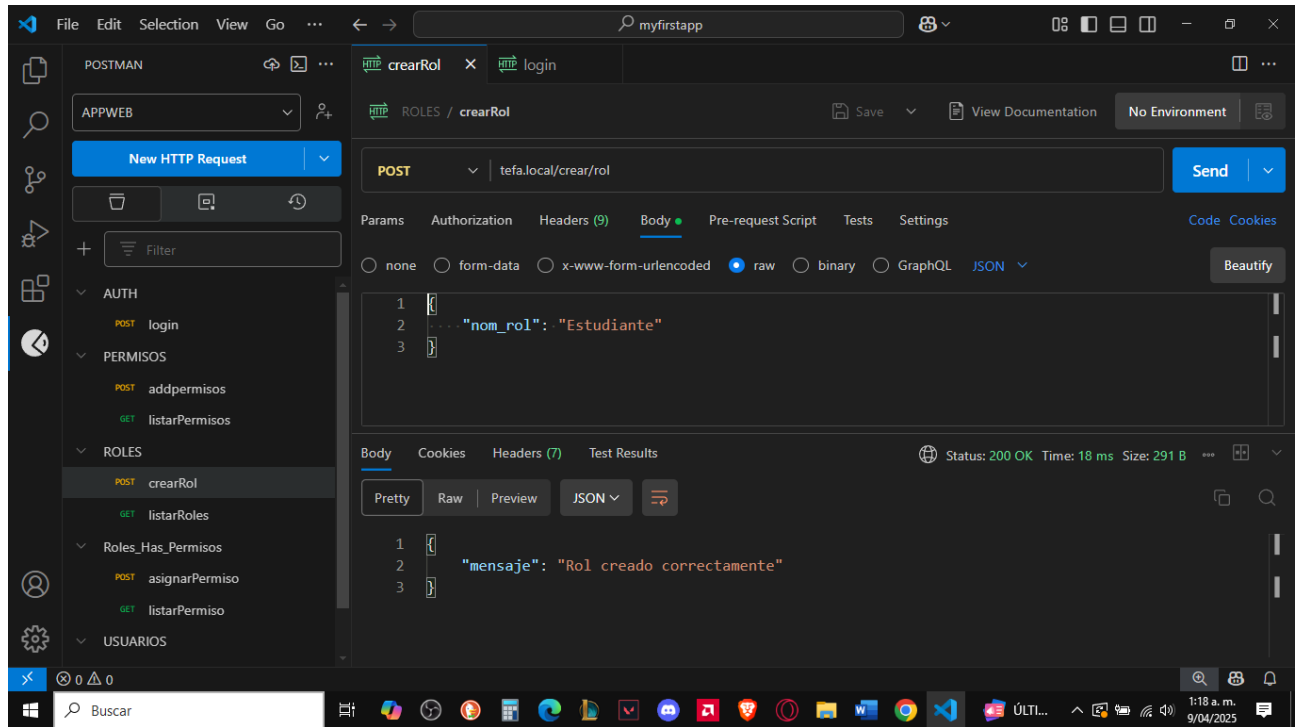 File Edit Selection View Go ··· myfirstapp
POSTMAN
crearRol login
APPWEB
ROLES / crearRol Save View Documentation No Environment
New HTTP Request
POST tefa.local/crear/rol Send
Params Authorization Headers (9) Body Pre-request Script Tests Settings Code Cookies
Filter
none form-data x-www-form-urlencoded raw binary GraphQL JSON Beautify
AUTH
POST login
PERMISOS
POST addpermisos
GET listarPermisos
ROLES
POST crearRol
GET listarRoles
Roles_Has_Permisos
POST asignarPermiso
GET listarPermiso
USUARIOS
1 {
2 "nom_rol": "Estudiante"
3 }
Body Cookies Headers (7) Test Results Status: 200 OK Time: 18 ms Size: 291 B
Pretty Raw Preview JSON
1 {
2 "mensaje": "Rol creado correctamente"
3 }
0 0
Buscar ÚLTI... 1:18 a. m.
9/04/2025